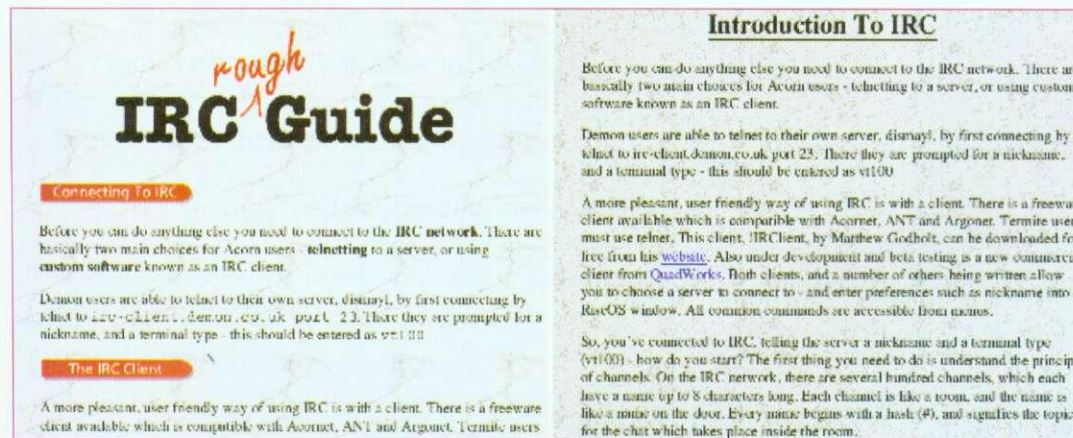 rough
IRC Guide
Connecting To IRC
Before you can do anything else you need to connect to the IRC network. There are
basically two main choices for Acorn users - telnetting to a server, or using
custom software known as an IRC client.
Demon users are able to telnet to their own server, dismayl, by first connecting by
telnet to irc-client.demon.co.uk port 23. There they are prompted for a
nickname, and a terminal type - this should be entered as vt100
The IRC Client
A more pleasant, user friendly way of using IRC is with a client. There is a freeware
client available which is compatible with Acornet, ANT and Argonet. Termite users
Introduction To IRC
Before you can do anything else you need to connect to the IRC network. There are
basically two main choices for Acorn users - telnetting to a server, or using custom
software known as an IRC client.
Demon users are able to telnet to their own server, dismayl, by first connecting by
telnet to irc-client.demon.co.uk port 23. There they are prompted for a nickname,
and a terminal type - this should be entered as vt100
A more pleasant, user friendly way of using IRC is with a client. There is a freewa
client available which is compatible with Acornet, ANT and Argonet. Termite user
must use telnet. This client, !IRClient, by Matthew Godbolt, can be downloaded fo
free from his website. Also under development and beta testing is a new commerci
client from QuadWorks. Both clients, and a number of others being written allow
you to choose a server to connect to - and enter preferences such as nickname into
RiscOS window. All common commands are accessible from menus.
So, you've connected to IRC, telling the server a nickname and a terminal type
(vt100) - how do you start? The first thing you need to do is understand the princip
of channels. On the IRC network, there are several hundred channels, which each
have a name up to 8 characters long. Each channel is like a room, and the name is
like a name on the door. Every name begins with a hash (#), and signifies the topic
for the chat which takes place inside the room.